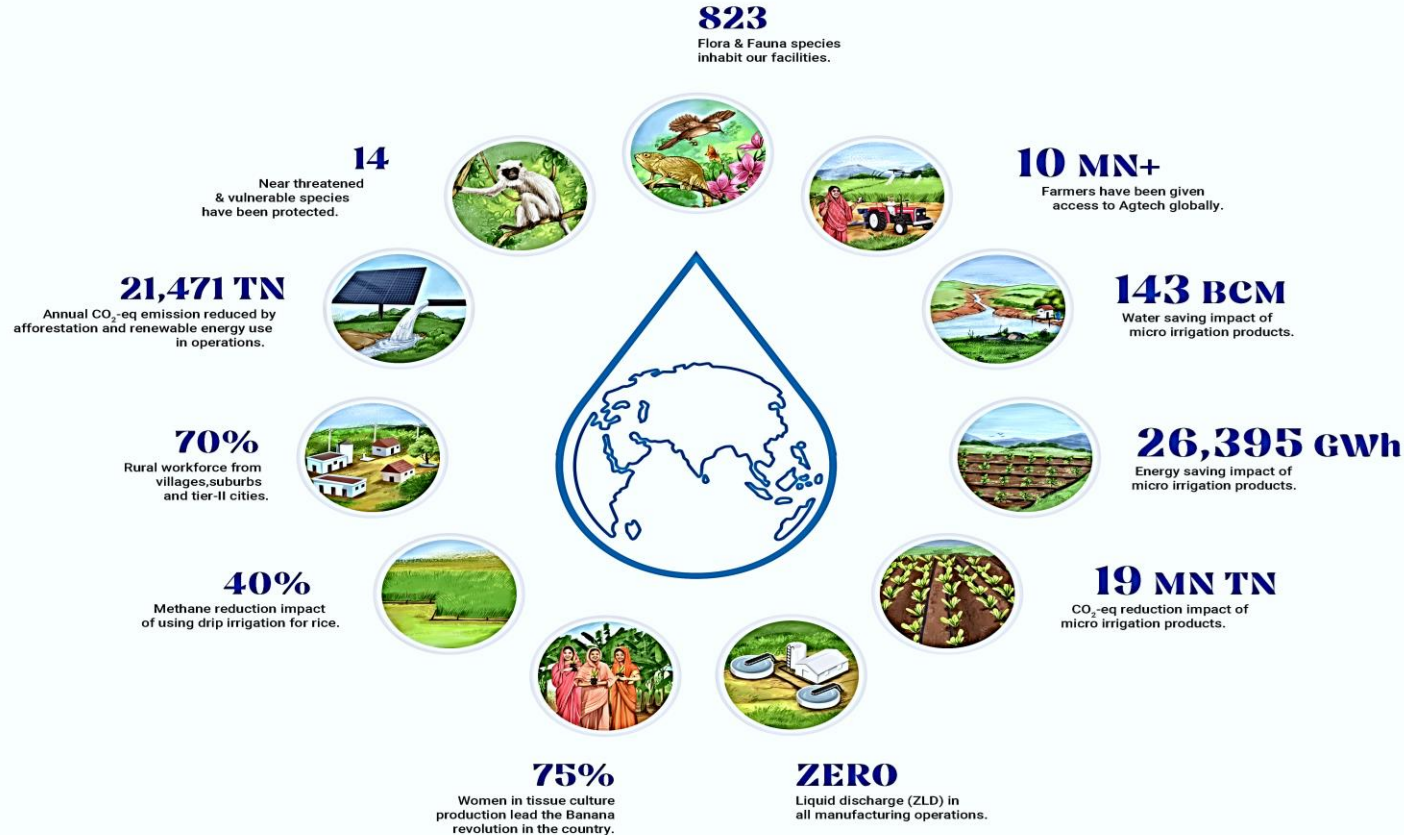 823
Flora & Fauna species
inhabit our facilities.
10 MN+
Farmers have been given
access to Agtech globally.
143 BCM
Water saving impact of
micro irrigation products.
26,395 GWh
Energy saving impact of
micro irrigation products.
19 MN TN
CO₂-eq reduction impact of
micro irrigation products.
ZERO
Liquid discharge (ZLD) in
all manufacturing operations.
75%
Women in tissue culture
production lead the Banana
revolution in the country.
40%
Methane reduction impact
of using drip irrigation for rice.
70%
Rural workforce from
villages,suburbs
and tier-II cities.
21,471 TN
Annual CO₂-eq emission reduced by
afforestation and renewable energy use
in operations.
14
Near threatened
& vulnerable species
have been protected.